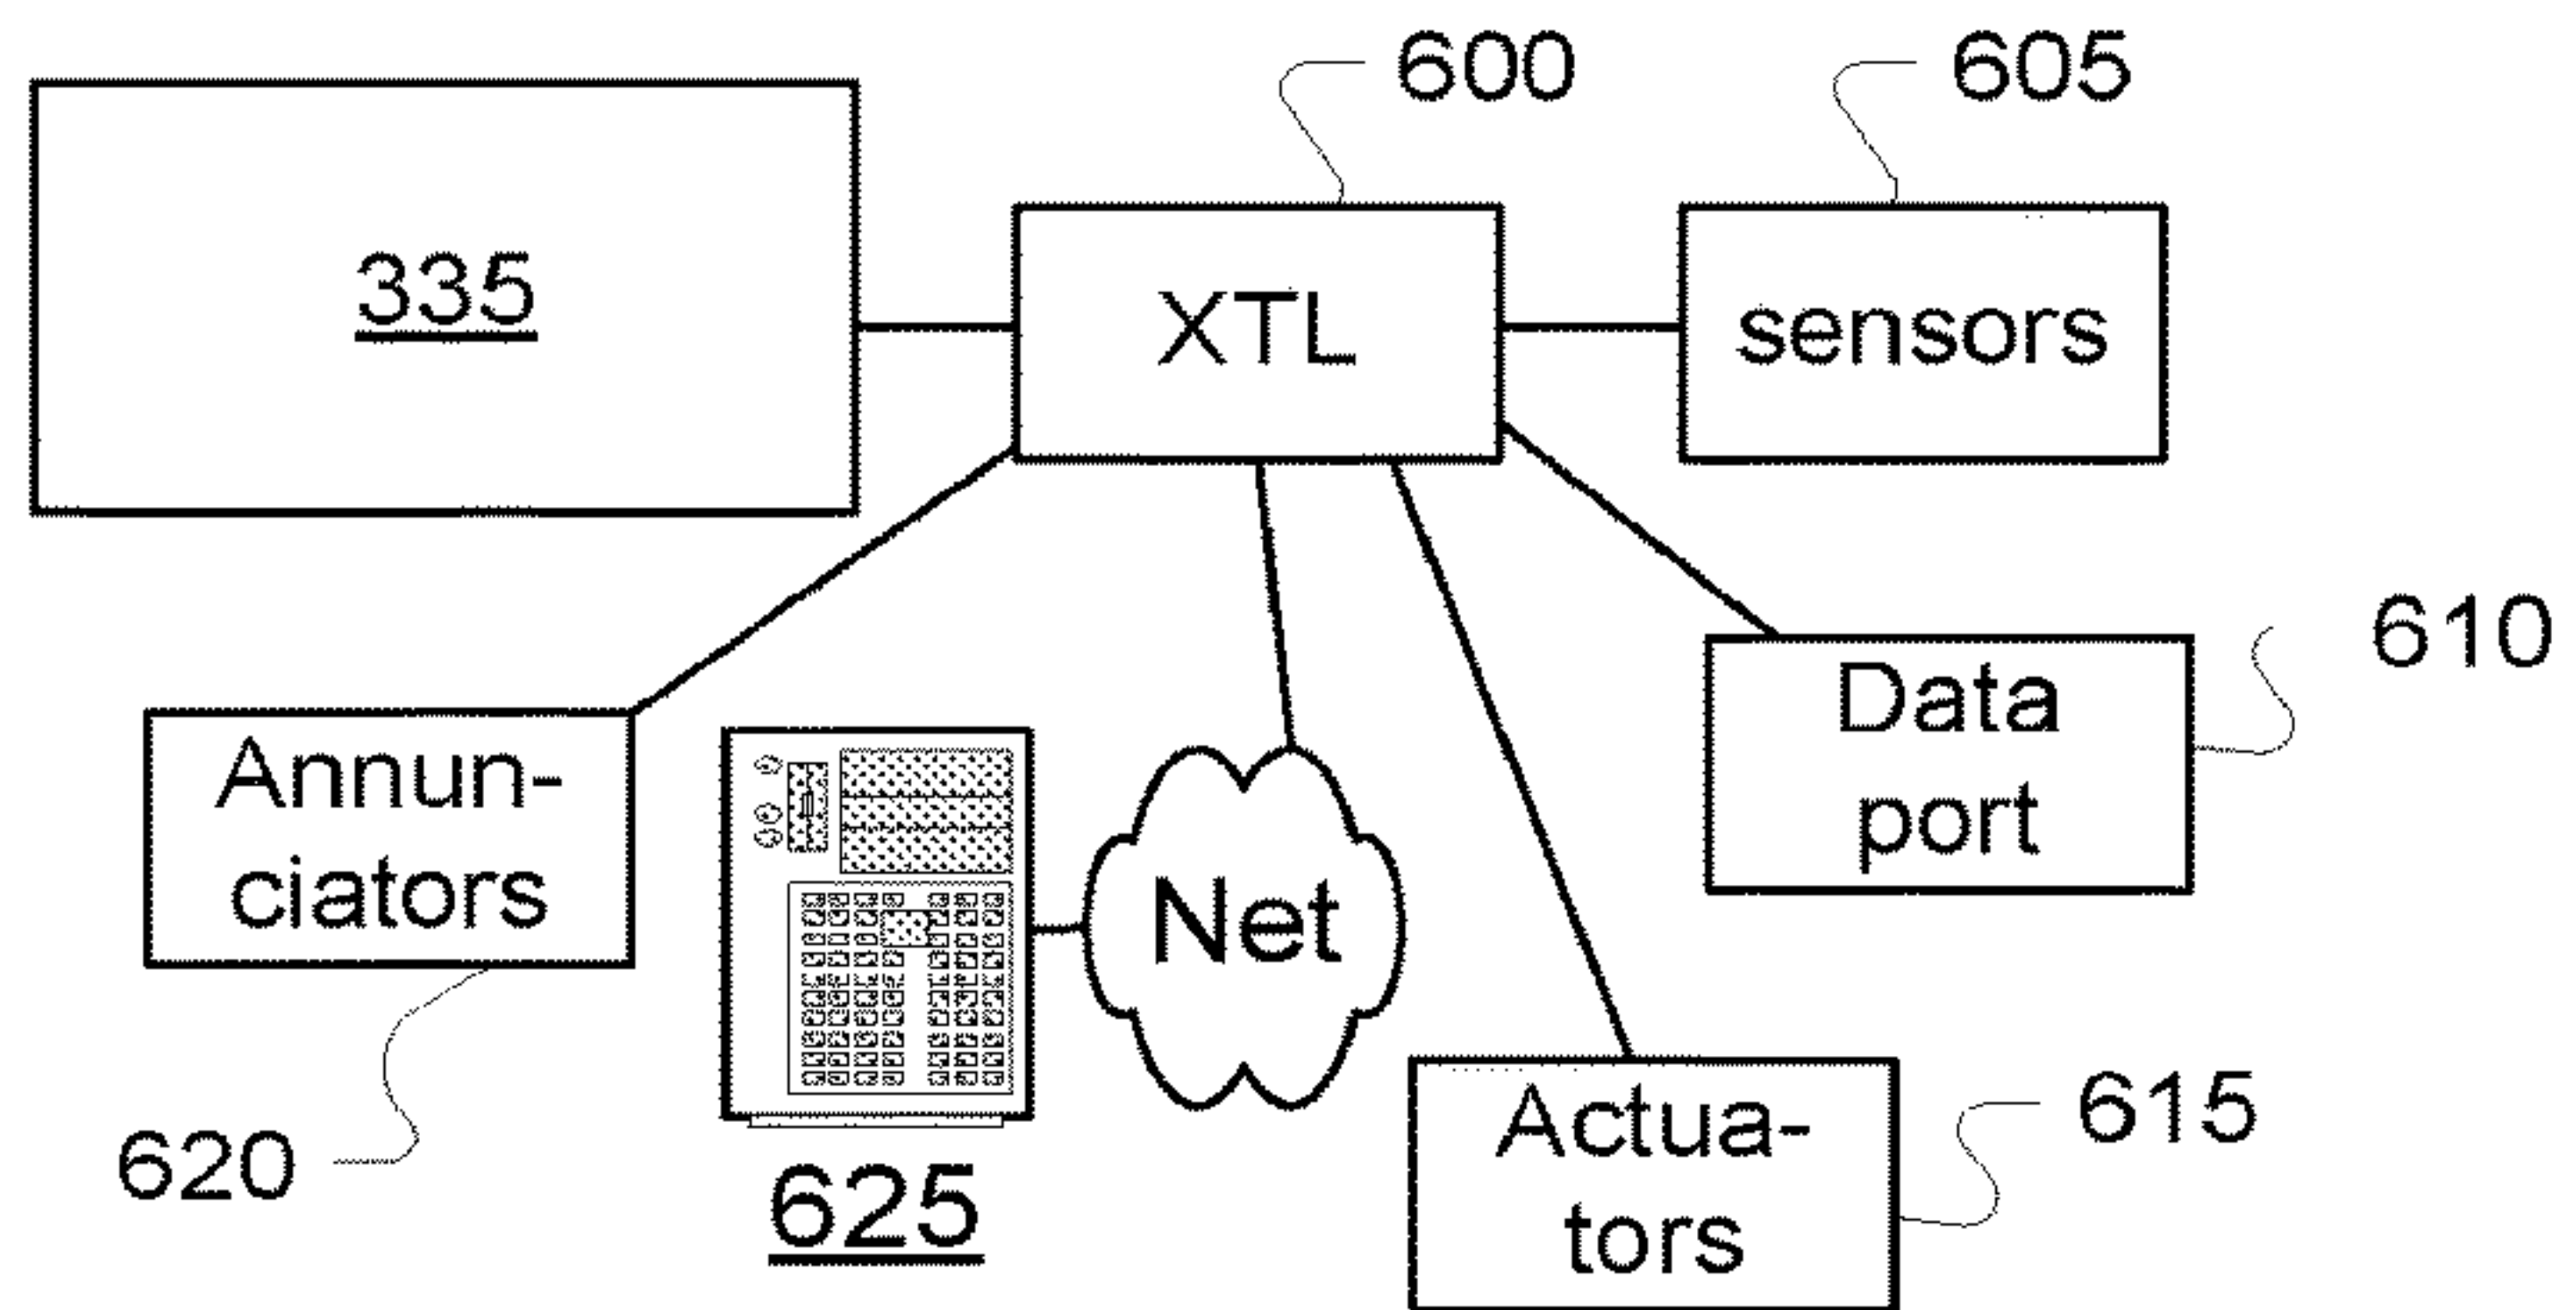 600
605
335
XTL
sensors
610
Data
port
Annun-
ciators
Net
620
625
Actua-
tors
615